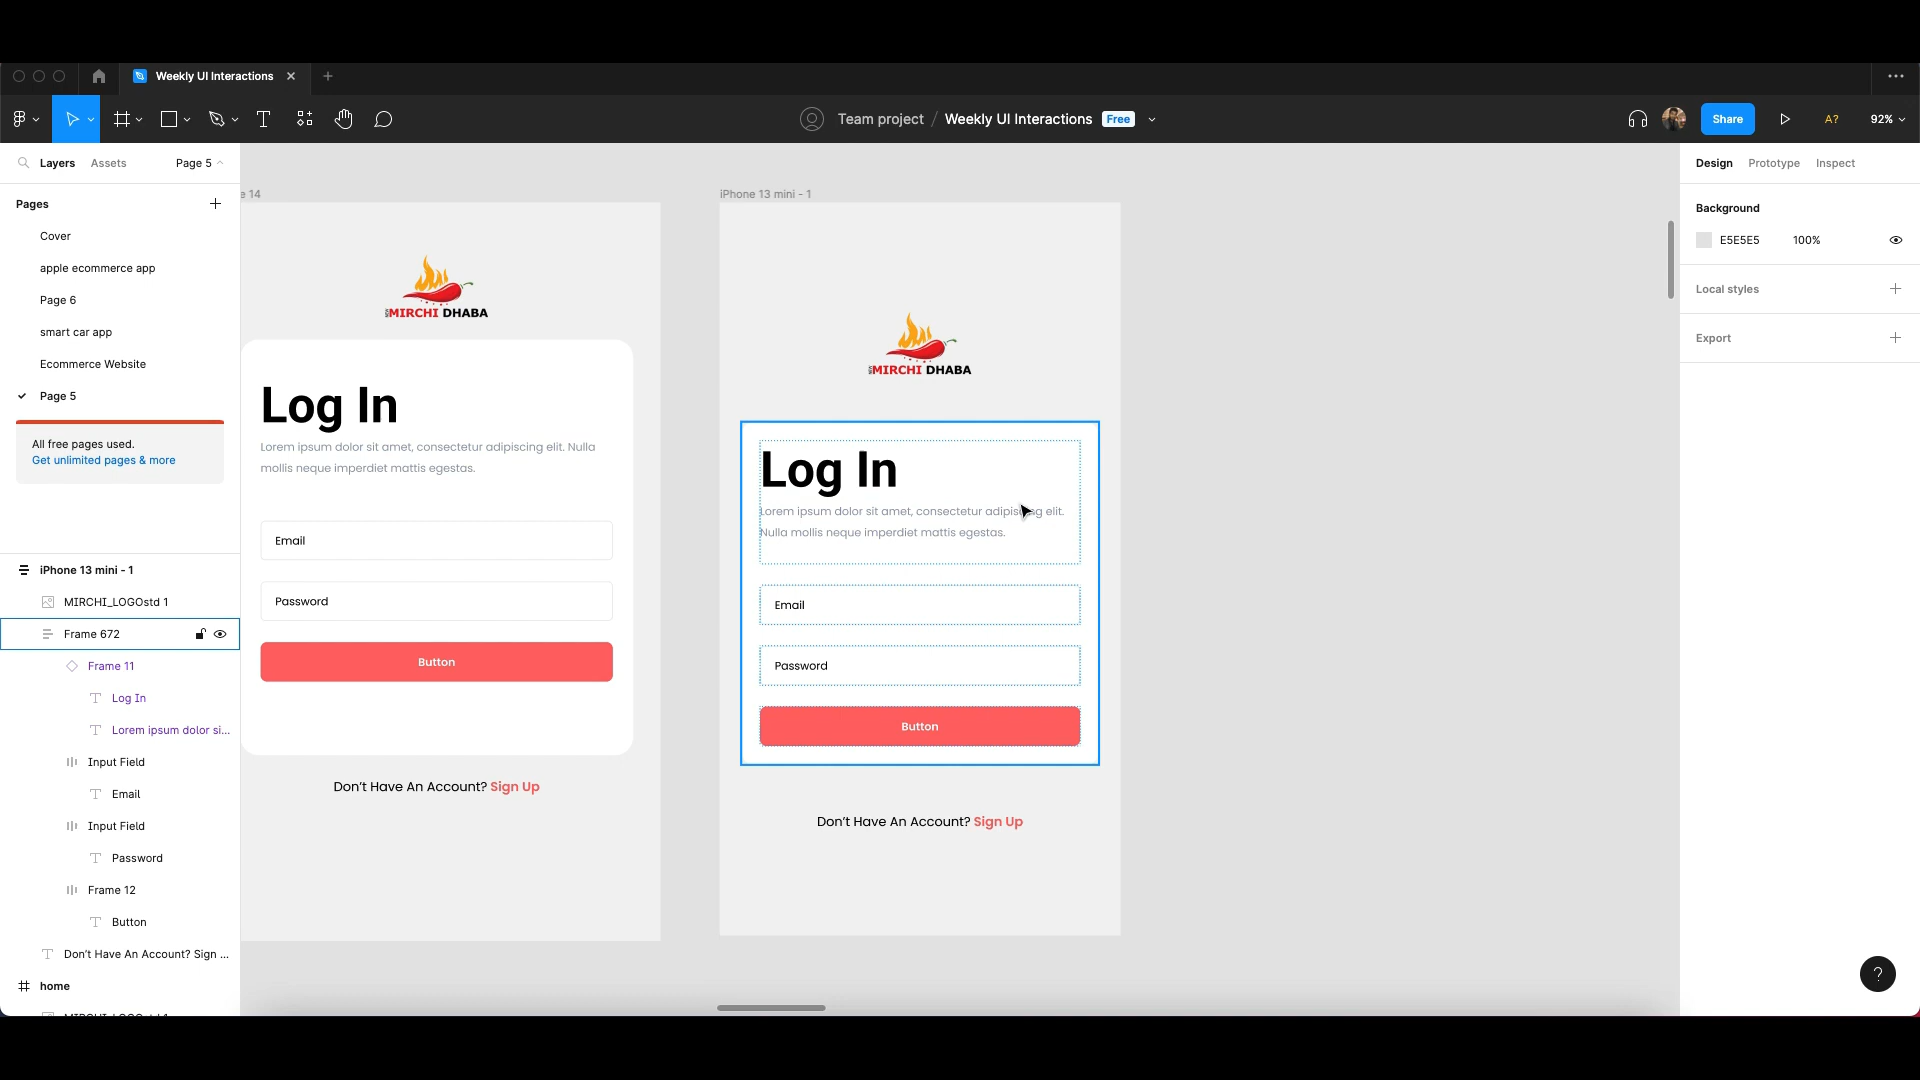 Weekly UI Interactions
Team project / Weekly UI Interactions Free
Share
A?
92%
Layers Assets Page 5
Pages
Cover
apple ecommerce app
Page 6
smart car app
Ecommerce Website
Page 5
All free pages used.
Get unlimited pages & more
iPhone 13 mini - 1
MIRCHI_LOGOstd 1
Frame 672
Frame 11
Log In
Lorem ipsum dolor si...
Input Field
Email
Input Field
Password
Frame 12
Button
Don't Have An Account? Sign ...
home
e 14
MIRCHI DHABA
Log In
Lorem ipsum dolor sit amet, consectetur adipiscing elit. Nulla
mollis neque imperdiet mattis egestas.
Email
Password
Button
Don't Have An Account? Sign Up
iPhone 13 mini - 1
MIRCHI DHABA
Log In
Lorem ipsum dolor sit amet, consectetur adipiscing elit.
Nulla mollis neque imperdiet mattis egestas.
Email
Password
Button
Don't Have An Account? Sign Up
Design Prototype Inspect
Background
E5E5E5 100%
Local styles
Export
?